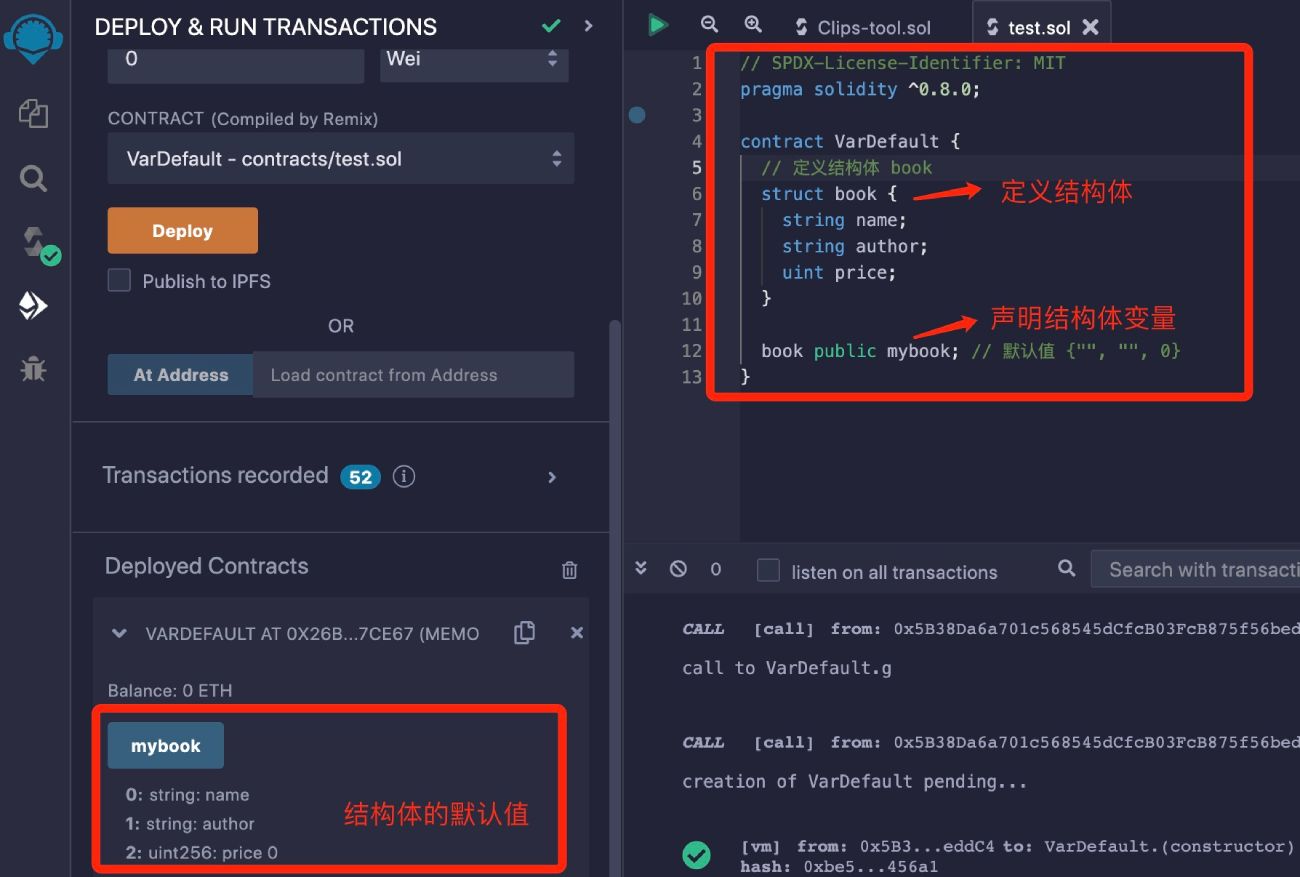 DEPLOY & RUN TRANSACTIONS
0
Wei
CONTRACT (Compiled by Remix)
VarDefault - contracts/test.sol
Deploy
Publish to IPFS
OR
At Address
Load contract from Address
Transactions recorded 52 i
Deployed Contracts
VARDEFAULT AT 0X26B...7CE67 (MEMO
Balance: 0 ETH
mybook
0: string: name
1: string: author
2: uint256: price 0
结构体的默认值
Clips-tool.sol
test.sol
1 // SPDX-License-Identifier: MIT
2 pragma solidity ^0.8.0;
3
4 contract VarDefault {
5 // 定义结构体 book
6 struct book {
定义结构体
7 string name;
8 string author;
9 uint price;
10 }
11
声明结构体变量
12 book public mybook; // 默认值 {"", "", 0}
13 }
0
listen on all transactions
Search with transacti
CALL [call] from: 0x5B38Da6a701c568545dCfcB03FcB875f56bed
call to VarDefault.g
CALL [call] from: 0x5B38Da6a701c568545dCfcB03FcB875f56bed
creation of VarDefault pending...
[vm] from: 0x5B3...eddC4 to: VarDefault.(constructor)
hash: 0xbe5...456a1